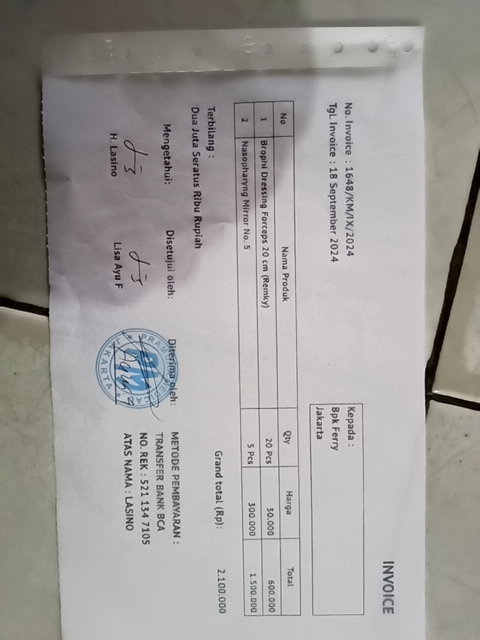 INVOICE
No. Invoice : 1648/KM/IX/2024
Tgl. Invoice : 18 September 2024
Kepada :
Bpk Ferry
Jakarta
No Nama Produk Qty Harga Total
1 Brophi Dressing Forceps 20 cm (Remky) 20 Pcs 30.000 600.000
2 Nasopharyng Mirror No. 5 5 Pcs 300.000 1.500.000
Grand total (Rp): 2.100.000
Terbilang :
Dua Juta Seratus Ribu Rupiah
Mengetahui: Disetujui oleh: Diterima oleh:
H. Lasino Lisa Ayu F
JAKARTA
METODE PEMBAYARAN :
TRANSFER BANK BCA
NO. REK : 521 134 7105
ATAS NAMA : LASINO